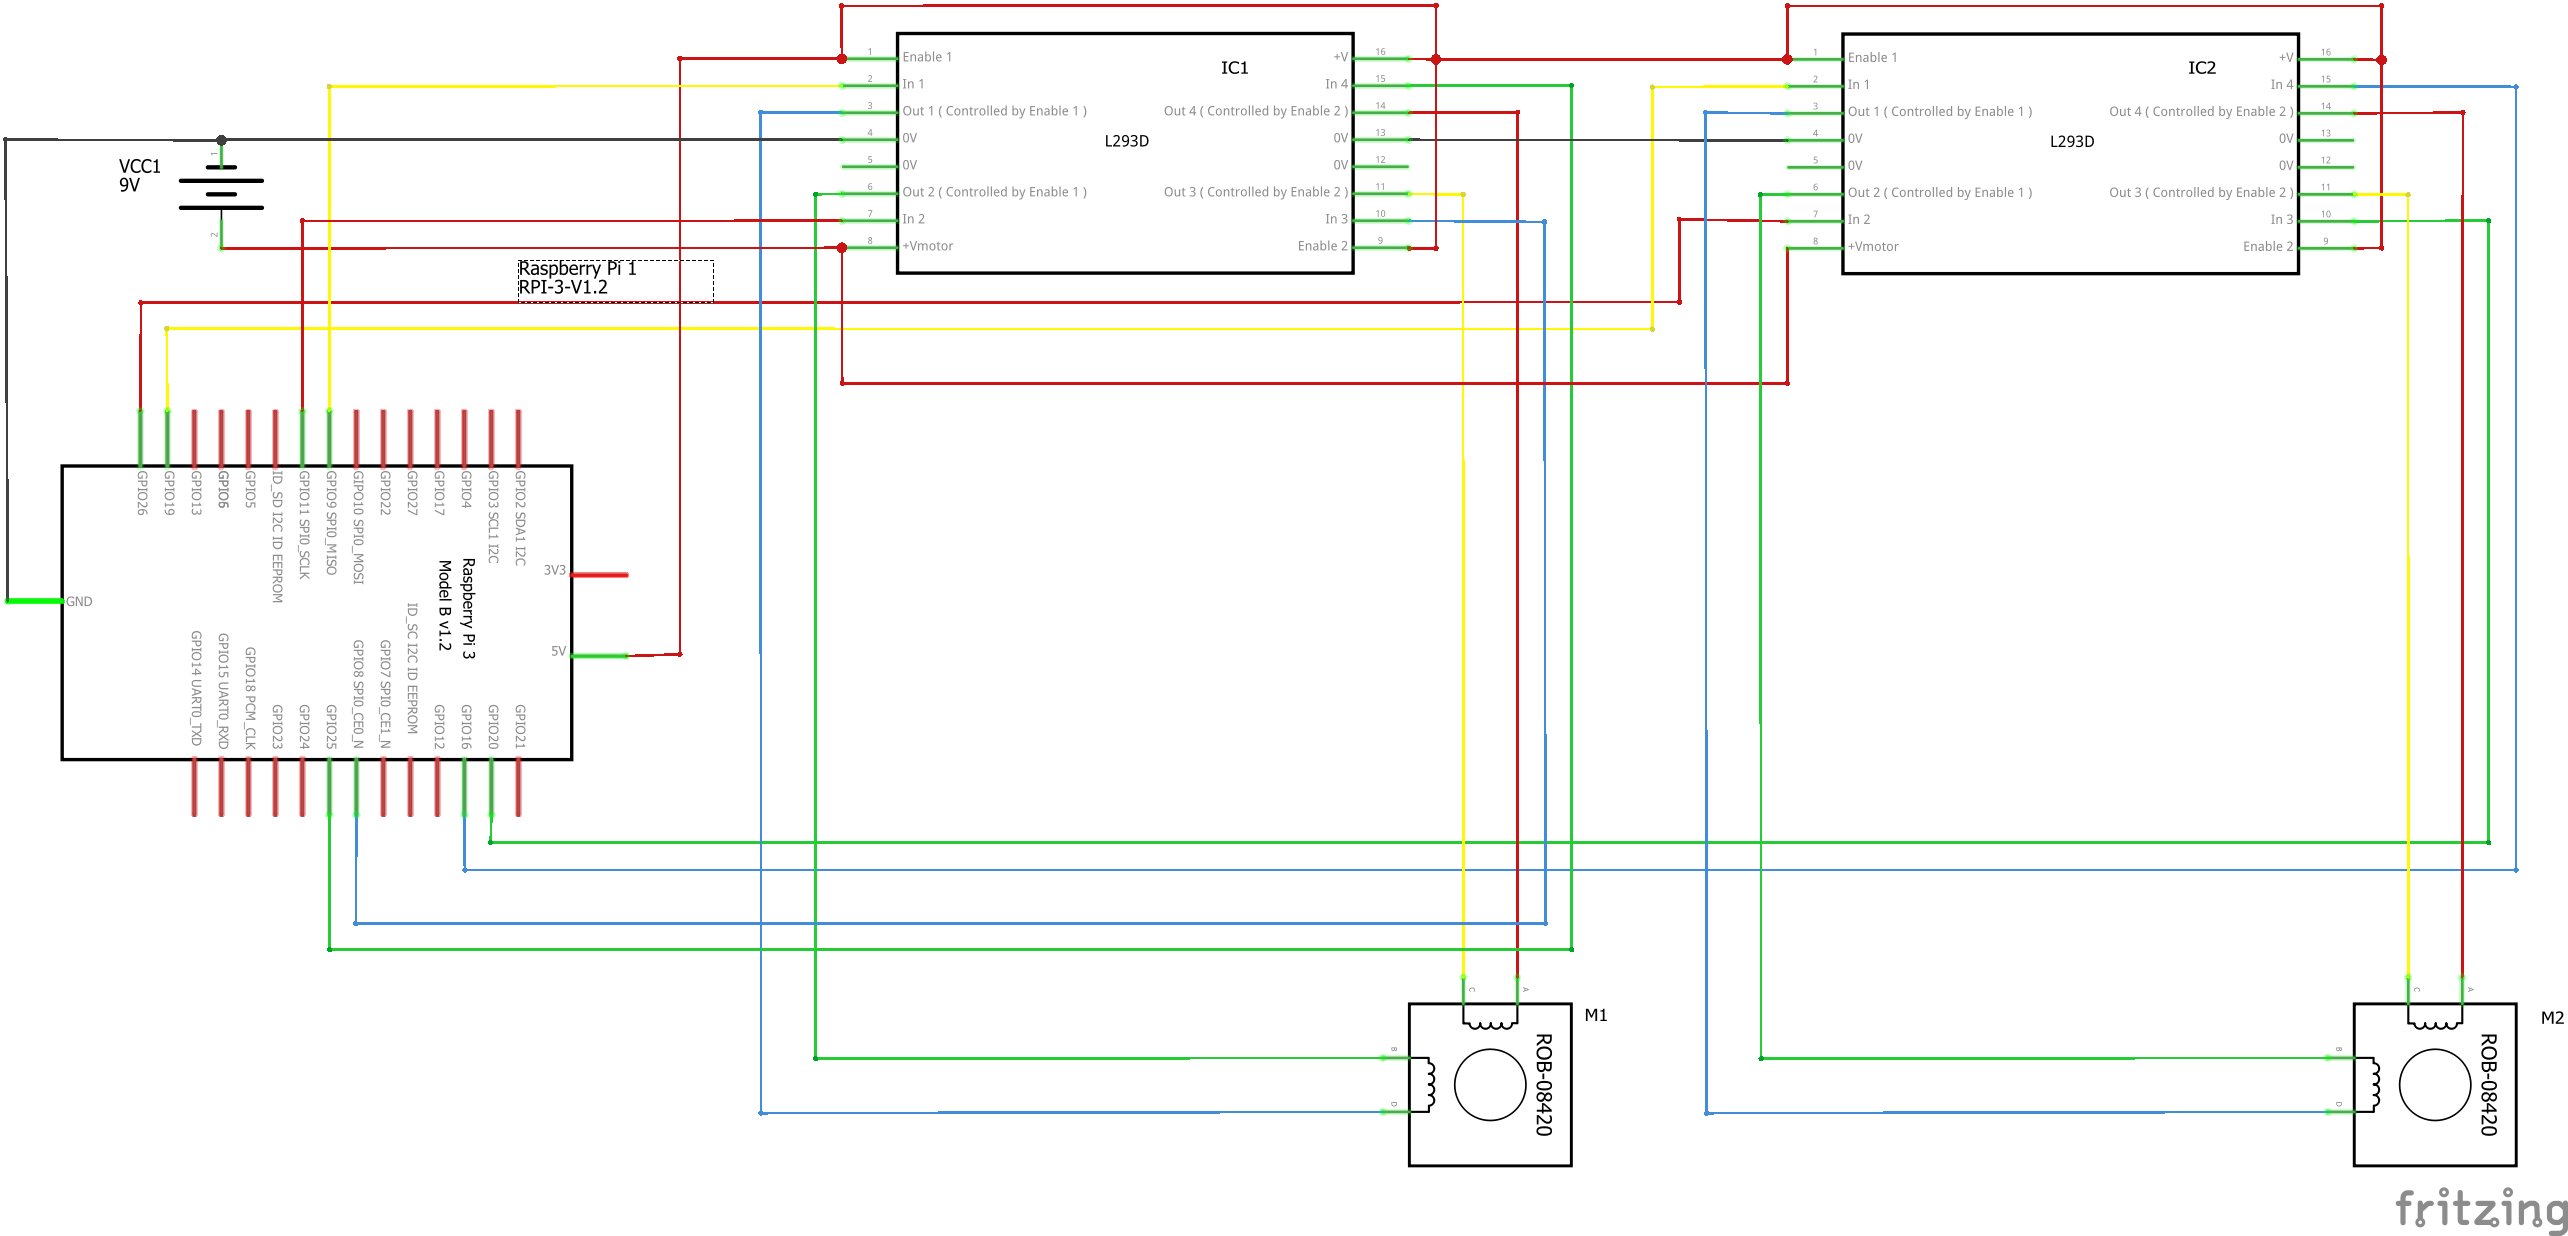 1
Enable 1
2
In 1
3
Out 1 ( Controlled by Enable 1 )
4
0V
5
0V
6
Out 2 ( Controlled by Enable 1 )
7
In 2
8
+Vmotor
IC1
L293D
+V
16
In 4
15
Out 4 ( Controlled by Enable 2 )
14
0V
13
0V
12
Out 3 ( Controlled by Enable 2 )
11
In 3
10
Enable 2
9
1
Enable 1
2
In 1
3
Out 1 ( Controlled by Enable 1 )
4
0V
5
0V
6
Out 2 ( Controlled by Enable 1 )
7
In 2
8
+Vmotor
IC2
L293D
+V
16
In 4
15
Out 4 ( Controlled by Enable 2 )
14
0V
13
0V
12
Out 3 ( Controlled by Enable 2 )
11
In 3
10
Enable 2
9
VCC1
9V
1
2
Raspberry Pi 1
RPI-3-V1.2
GPIO26
GPIO19
GPIO13
GPIO5
ID_SD I2C ID EEPROM
GPIO11 SPI0_SCLK
GPIO9 SPI0_MISO
GIPO10 SPI0_MOSI
GPIO22
GPIO27
GPIO17
GPIO4
GPIO3 SCL1 I2C
GPIO2 SDA1 I2C
3V3
GND
5V
Raspberry Pi 3
Model B v1.2
GPIO14 UART0_TXD
GPIO15 UART0_RXD
GPIO18 PCM_CLK
GPIO23
GPIO24
GPIO25
GPIO8 SPI0_CE0_N
GPIO7 SPI0_CE1_N
ID_SC I2C ID EEPROM
GPIO12
GPIO16
GPIO20
GPIO21
C
A
B
D
ROB-08420
M1
C
A
B
D
ROB-08420
M2
fritzing